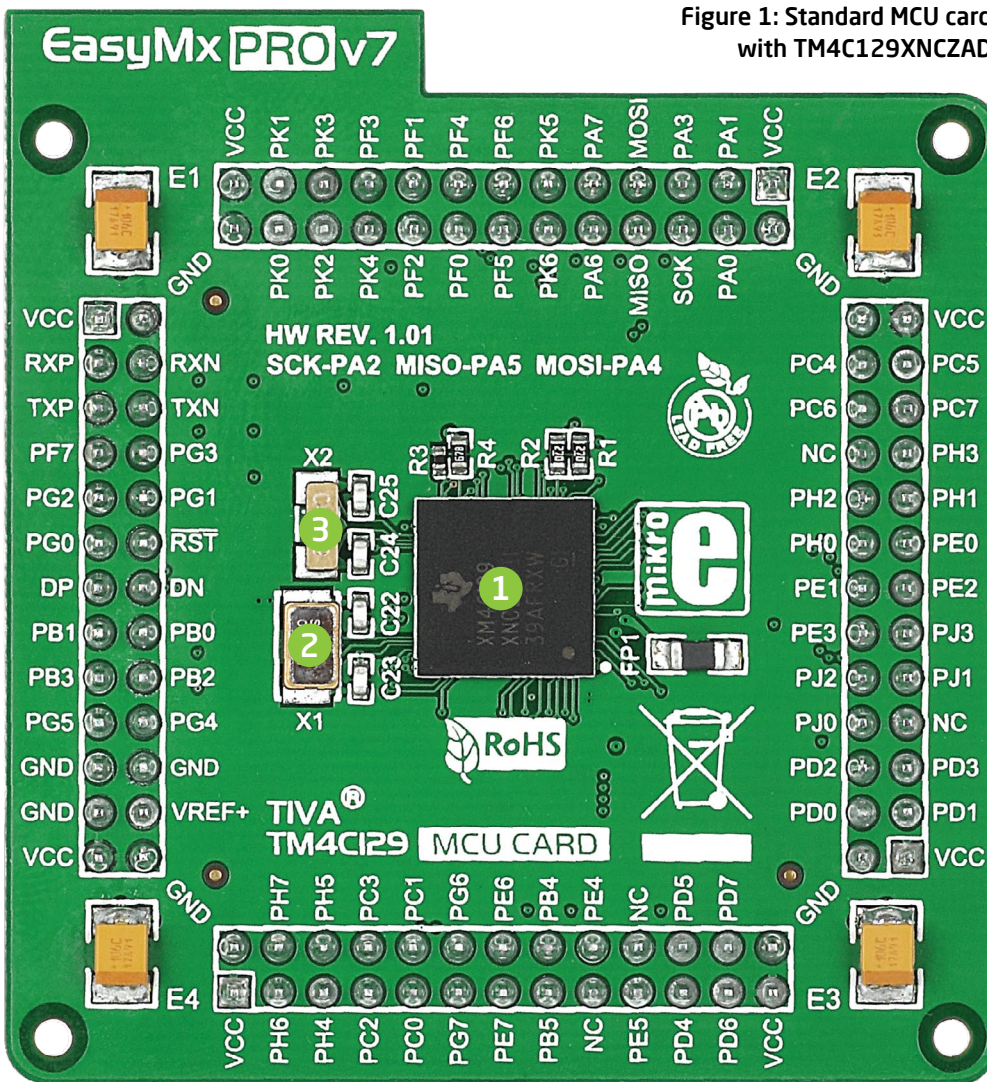 Figure 1: Standard MCU card
with TM4C129XNCZAD
EasyMx PRO v7
VCC PK1 PK3 PF3 PF1 PF4 PF6 PK5 PA7 MOSI PA3 PA1 VCC
E1
E2
GND PK0 PK2 PK4 PF2 PF0 PF5 PK6 PA6 MISO SCK PA0 GND
HW REV. 1.01
SCK-PA2 MISO-PA5 MOSI-PA4
VCC
RXP RXN
TXP TXN
PF7 PG3
PG2 PG1
PG0 RST
DP DN
PB1 PB0
PB3 PB2
PG5 PG4
GND GND
GND VREF+
VCC
GND
VCC
PC4 PC5
PC6 PC7
NC PH3
PH2 PH1
PH0 PE0
PE1 PE2
PE3 PJ3
PJ2 PJ1
PJ0 NC
PD2 PD3
PD0 PD1
VCC
GND
Pb
LEAD FREE
R3 R4 R2 R1
X2
C25
3
C24
C22
2
C23
X1
1
mikro e
FP1
RoHS
TIVA®
TM4C129 MCU CARD
PH7 PH5 PC3 PC1 PG6 PE6 PB4 PE4 NC PD5 PD7
E4
E3
VCC PH6 PH4 PC2 PC0 PG7 PE7 PB5 NC PE5 PD4 PD6 VCC